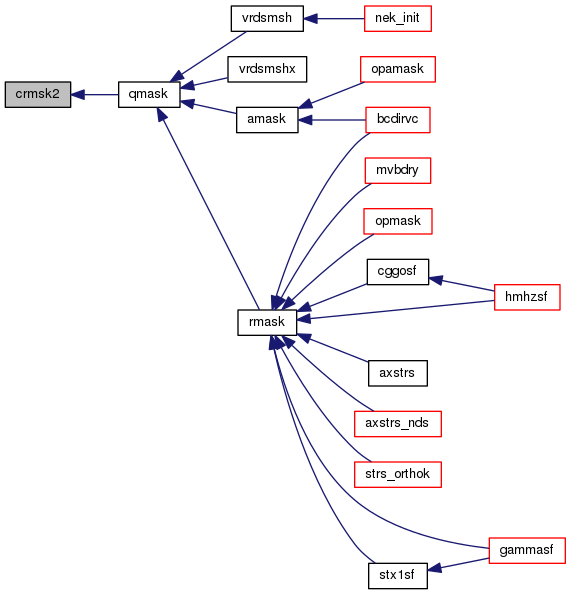 vrdsmsh
nek_init
vrdsmshx
opamask
crmsk2
qmask
amask
bcdirvc
mvbdry
opmask
cggosf
hmhzsf
rmask
axstrs
axstrs_nds
strs_orthok
gammasf
stx1sf